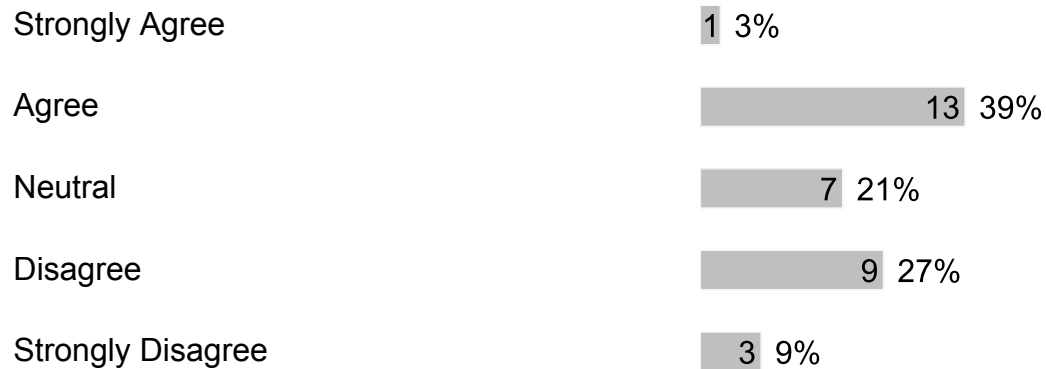 Strongly Agree 1 3%
Agree 13 39%
Neutral 7 21%
Disagree 9 27%
Strongly Disagree 3 9%